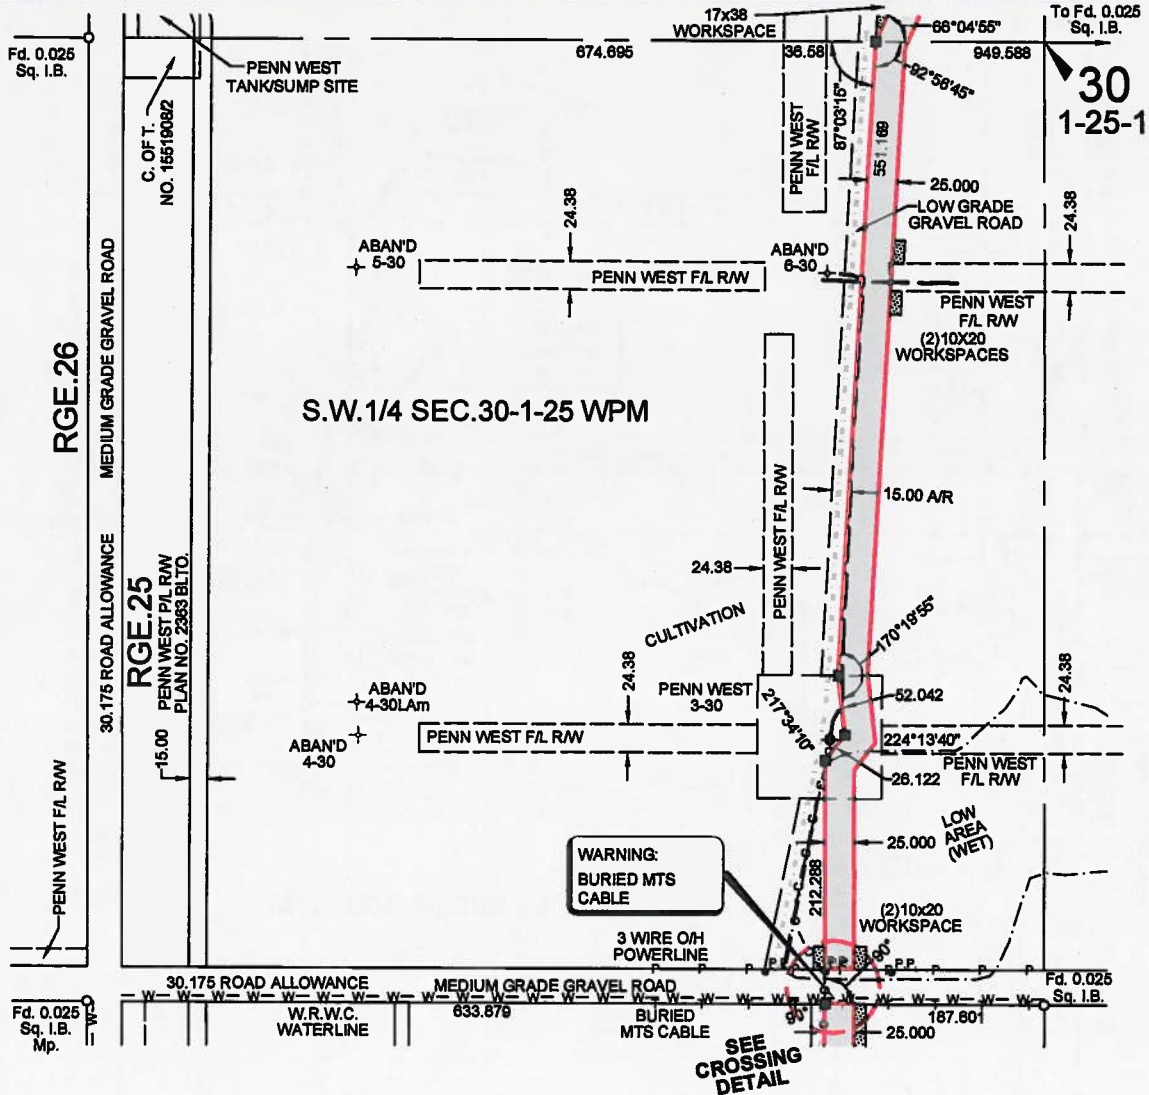 17x38
WORKSPACE
To Fd. 0.025
Sq. I.B.
66°04'55"
Fd. 0.025
Sq. I.B.
674.695
36.58
949.588
PENN WEST
TANK/SUMP SITE
92°56'45"
30
1-25-1
C. OF T.
NO. 1551908/2
PENN WEST
F/L R/W
87°03'15"
551.169
25.000
LOW GRADE
GRAVEL ROAD
24.38
24.38
ABAN'D
5-30
ABAN'D
6-30
PENN WEST F/L R/W
PENN WEST
F/L R/W
(2)10X20
WORKSPACES
RGE.26
MEDIUM GRADE GRAVEL ROAD
30.175 ROAD ALLOWANCE
S.W.1/4 SEC.30-1-25 WPM
15.00 A/R
PENN WEST F/L R/W
24.38
RGE.25
15.00 PENN WEST P/L R/W
PLAN NO. 2363 BLTO.
CULTIVATION
170°19'55"
24.38
24.38
ABAN'D
4-30LAm
PENN WEST
3-30
52.042
217°34'10"
PENN WEST F/L R/W
224°13'40"
ABAN'D
4-30
PENN WEST
F/L R/W
26.122
PENN WEST F/L R/W
LOW
AREA
(WET)
25.000
WARNING:
BURIED MTS
CABLE
212.288
(2)10x20
WORKSPACE
3 WIRE O/H
POWERLINE
P P P P P P P P
90°
30.175 ROAD ALLOWANCE
MEDIUM GRADE GRAVEL ROAD
Fd. 0.025
Sq. I.B.
W W W W W W W W W W W W
Fd. 0.025
Sq. I.B.
Mp.
W
W.R.W.C.
WATERLINE
633.879
BURIED
MTS CABLE
90°
187.601
25.000
SEE
CROSSING
DETAIL